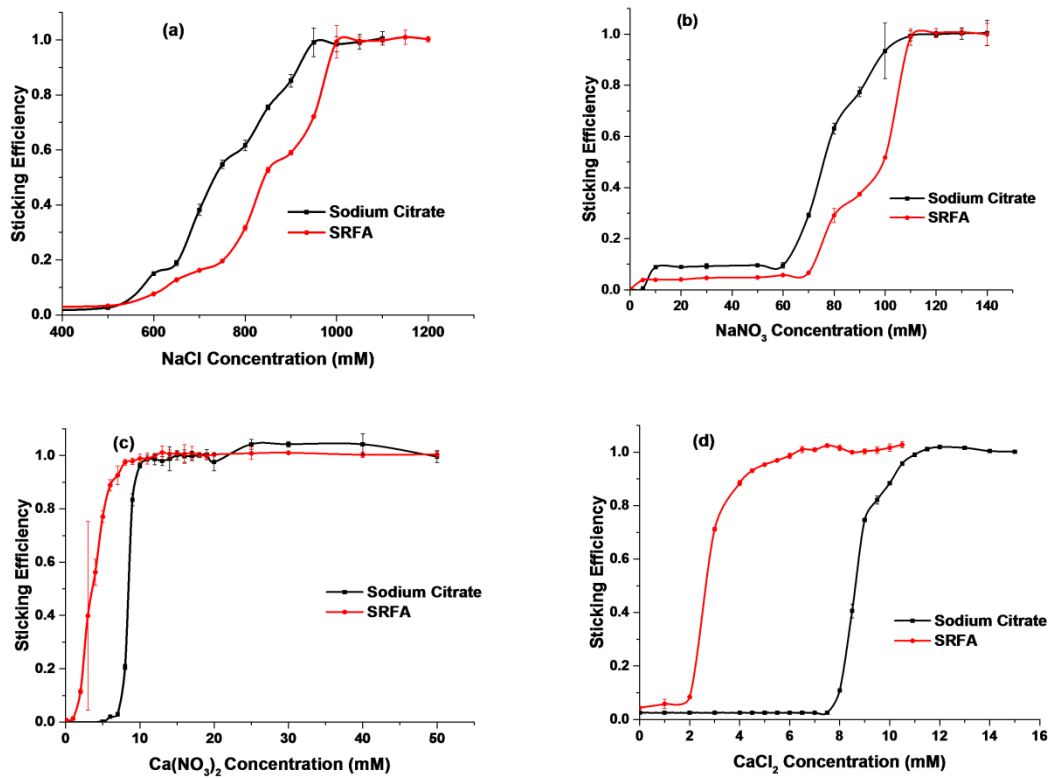 (a)
Sticking Efficiency
1.0
0.8
0.6
0.4
0.2
0.0
Sodium Citrate
SRFA
400 600 800 1000 1200
NaCl Concentration (mM)
(b)
Sticking Efficiency
1.0
0.8
0.6
0.4
0.2
0.0
Sodium Citrate
SRFA
0 20 40 60 80 100 120 140
NaNO₃ Concentration (mM)
(c)
Sticking Efficiency
1.0
0.8
0.6
0.4
0.2
0.0
Sodium Citrate
SRFA
0 10 20 30 40 50
Ca(NO₃)₂ Concentration (mM)
(d)
Sticking Efficiency
1.0
0.8
0.6
0.4
0.2
0.0
Sodium Citrate
SRFA
0 2 4 6 8 10 12 14 16
CaCl₂ Concentration (mM)